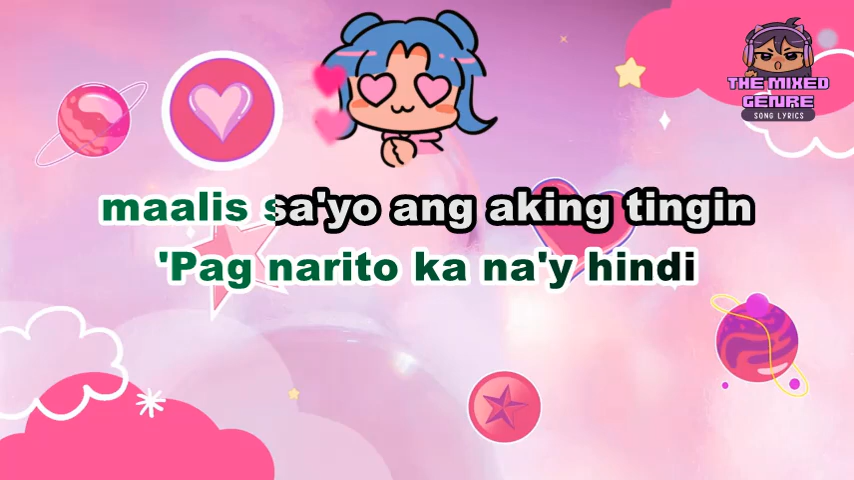 THE MIXED
GENRE
SONG LYRICS
maalis sa'yo ang aking tingin
'Pag narito ka na'y hindi